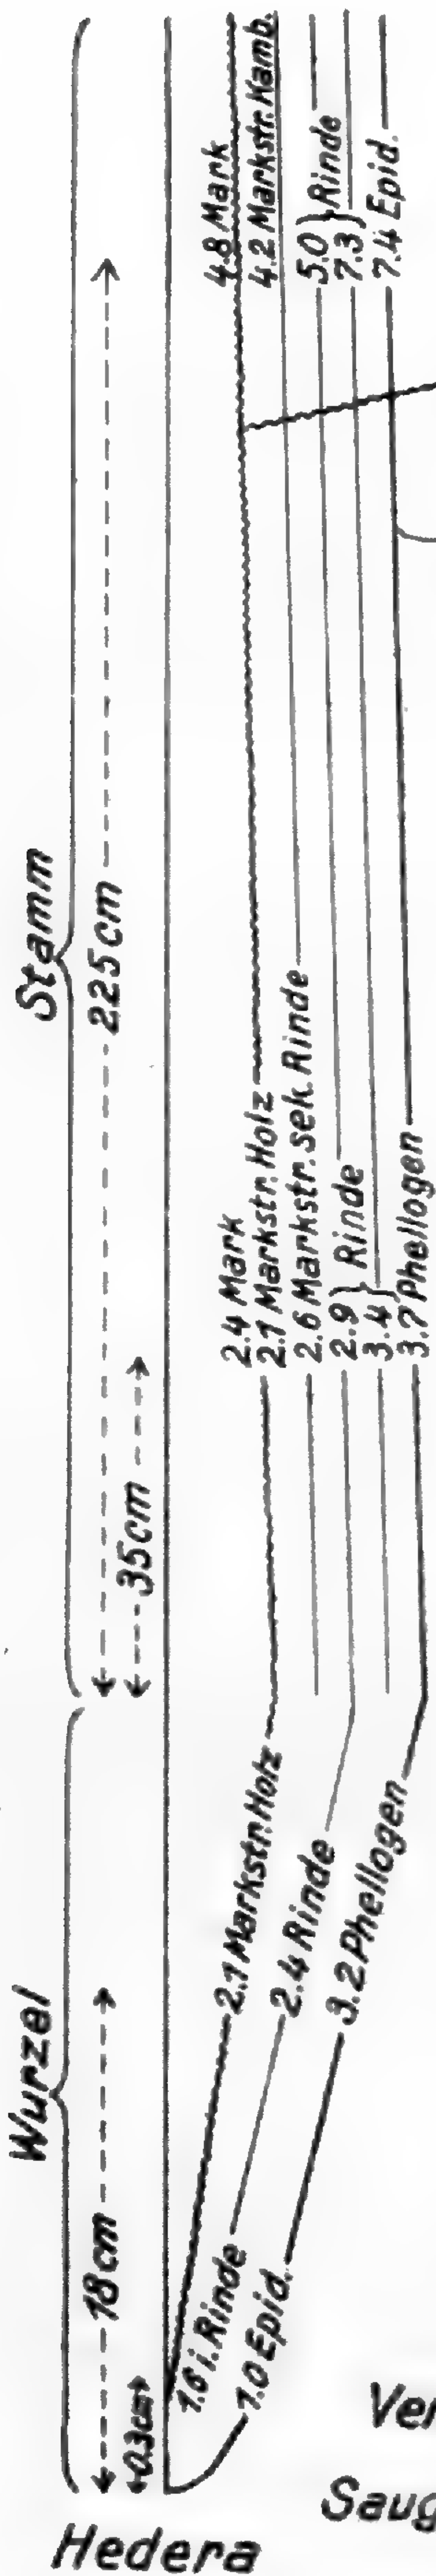 Stamm
225cm
35cm
4.8 Mark
4.2 Markstr. Kamb.
5.0 } Rinde
7.3
7.4 Epid.
2.4 Mark
2.1 Markstr. Holz
2.6 Markstr. sek. Rinde
2.9 } Rinde
3.4
3.7 Phellogen
Wurzel
18cm
0.3cm
2.1 Markstr. Holz
2.4 Rinde
3.2 Phellogen
1.6 i. Rinde
1.0 Epid.
Ver
Saug
Hedera